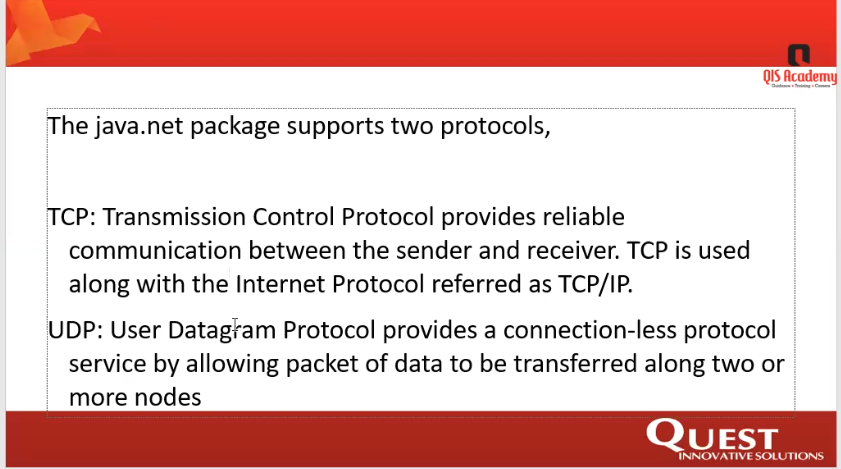 QIS Academy
Guidance • Training • Careers
The java.net package supports two protocols,
TCP: Transmission Control Protocol provides reliable
communication between the sender and receiver. TCP is used
along with the Internet Protocol referred as TCP/IP.
UDP: User Datagram Protocol provides a connection-less protocol
service by allowing packet of data to be transferred along two or
more nodes
QUEST
INNOVATIVE SOLUTIONS